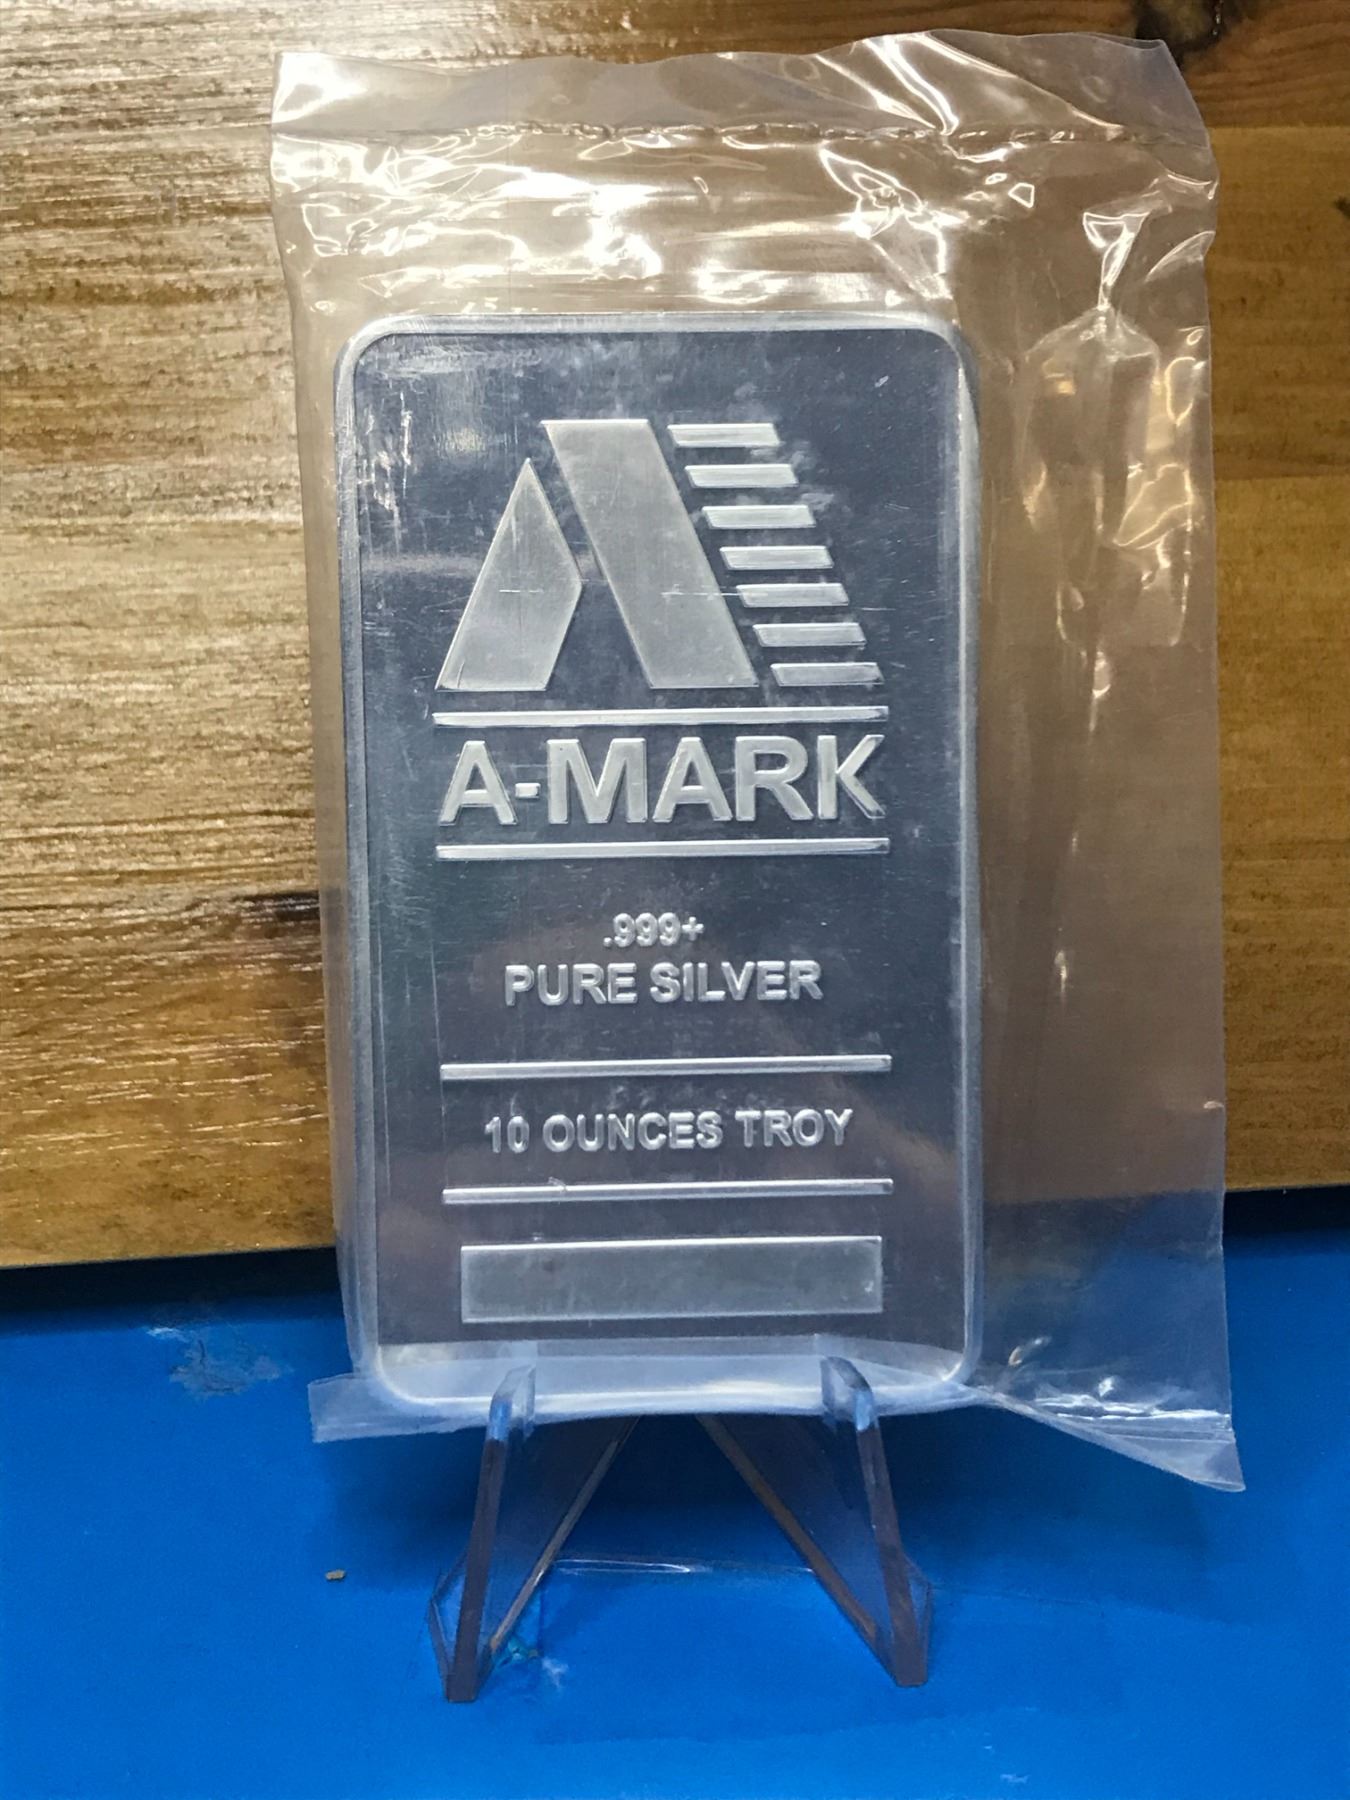 A-MARK
.999+
PURE SILVER
10 OUNCES TROY